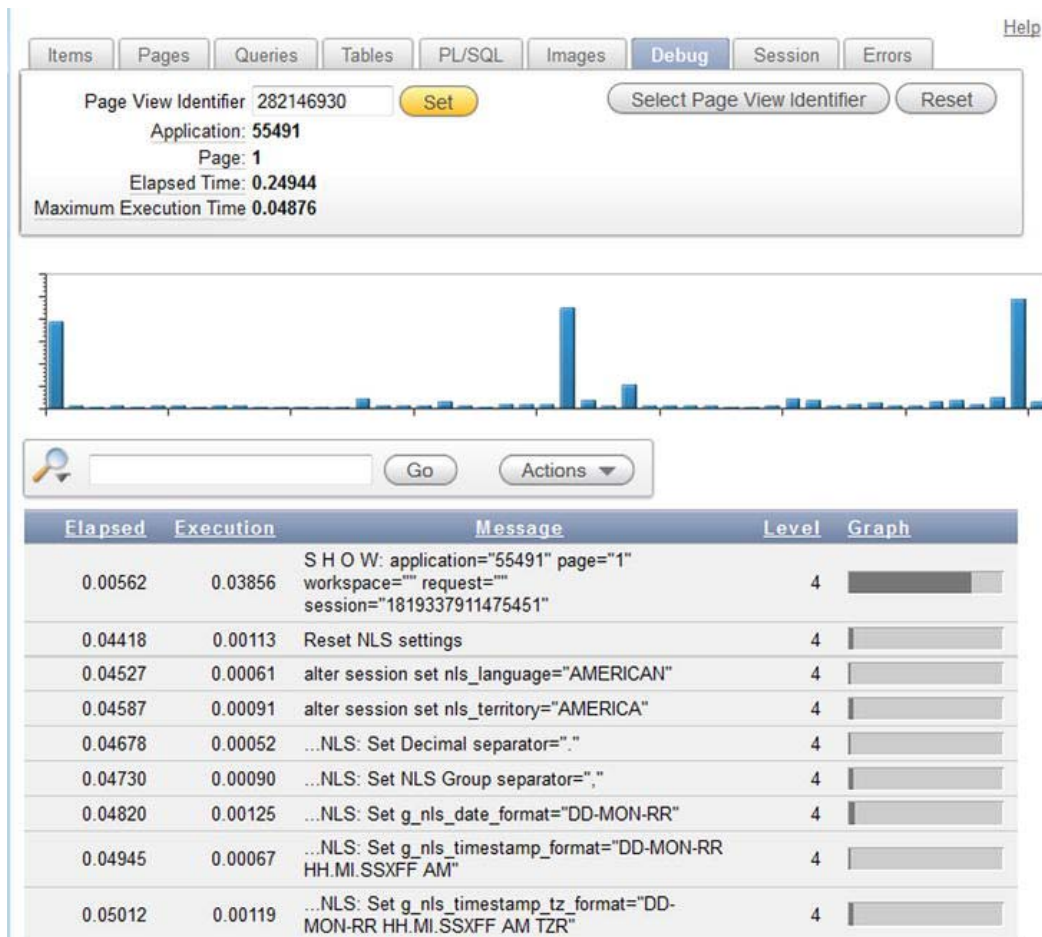 Help
Items Pages Queries Tables PL/SQL Images Debug Session Errors
Page View Identifier 282146930 Set Select Page View Identifier Reset
Application: 55491
Page: 1
Elapsed Time: 0.24944
Maximum Execution Time 0.04876
Go Actions
Elapsed Execution Message Level Graph
S H O W: application="55491" page="1"
0.00562 0.03856 workspace="" request="" 4
session="1819337911475451"
0.04418 0.00113 Reset NLS settings 4
0.04527 0.00061 alter session set nls_language="AMERICAN" 4
0.04587 0.00091 alter session set nls_territory="AMERICA" 4
0.04678 0.00052 ...NLS: Set Decimal separator="." 4
0.04730 0.00090 ...NLS: Set NLS Group separator="," 4
0.04820 0.00125 ...NLS: Set g_nls_date_format="DD-MON-RR" 4
0.04945 0.00067 ...NLS: Set g_nls_timestamp_format="DD-MON-RR 4
HH.MI.SSXFF AM"
0.05012 0.00119 ...NLS: Set g_nls_timestamp_tz_format="DD- 4
MON-RR HH.MI.SSXFF AM TZR"